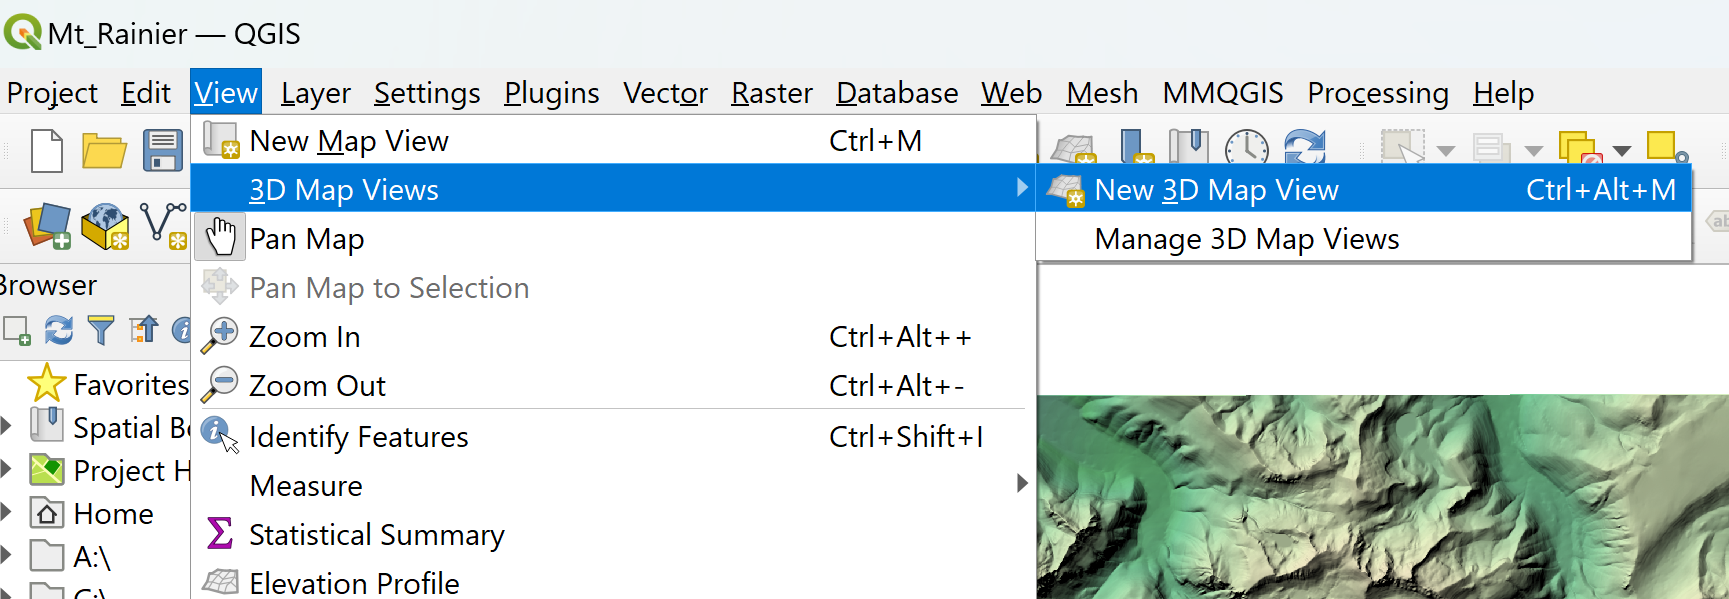 Mt_Rainier — QGIS
Project Edit View Layer Settings Plugins Vector Raster Database Web Mesh MMQGIS Processing Help
New Map View Ctrl+M
3D Map Views
New 3D Map View Ctrl+Alt+M
Pan Map
Manage 3D Map Views
Browser
Pan Map to Selection
Zoom In Ctrl+Alt++
Favorites
Zoom Out Ctrl+Alt+-
Spatial
Identify Features Ctrl+Shift+I
Project H
Measure
Home
Statistical Summary
A:\
Elevation Profile